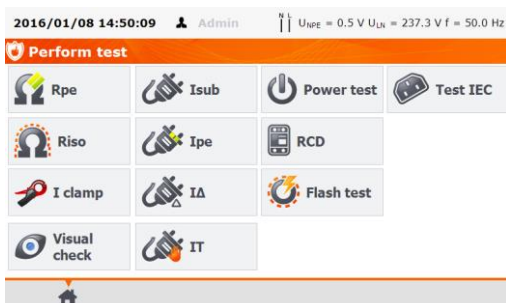 2016/01/08 14:50:09 Admin N L U_NPE = 0.5 V U_LN = 237.3 V f = 50.0 Hz
Perform test
Rpe Isub Power test Test IEC
Riso Ipe RCD
I clamp IΔ Flash test
Visual check IT